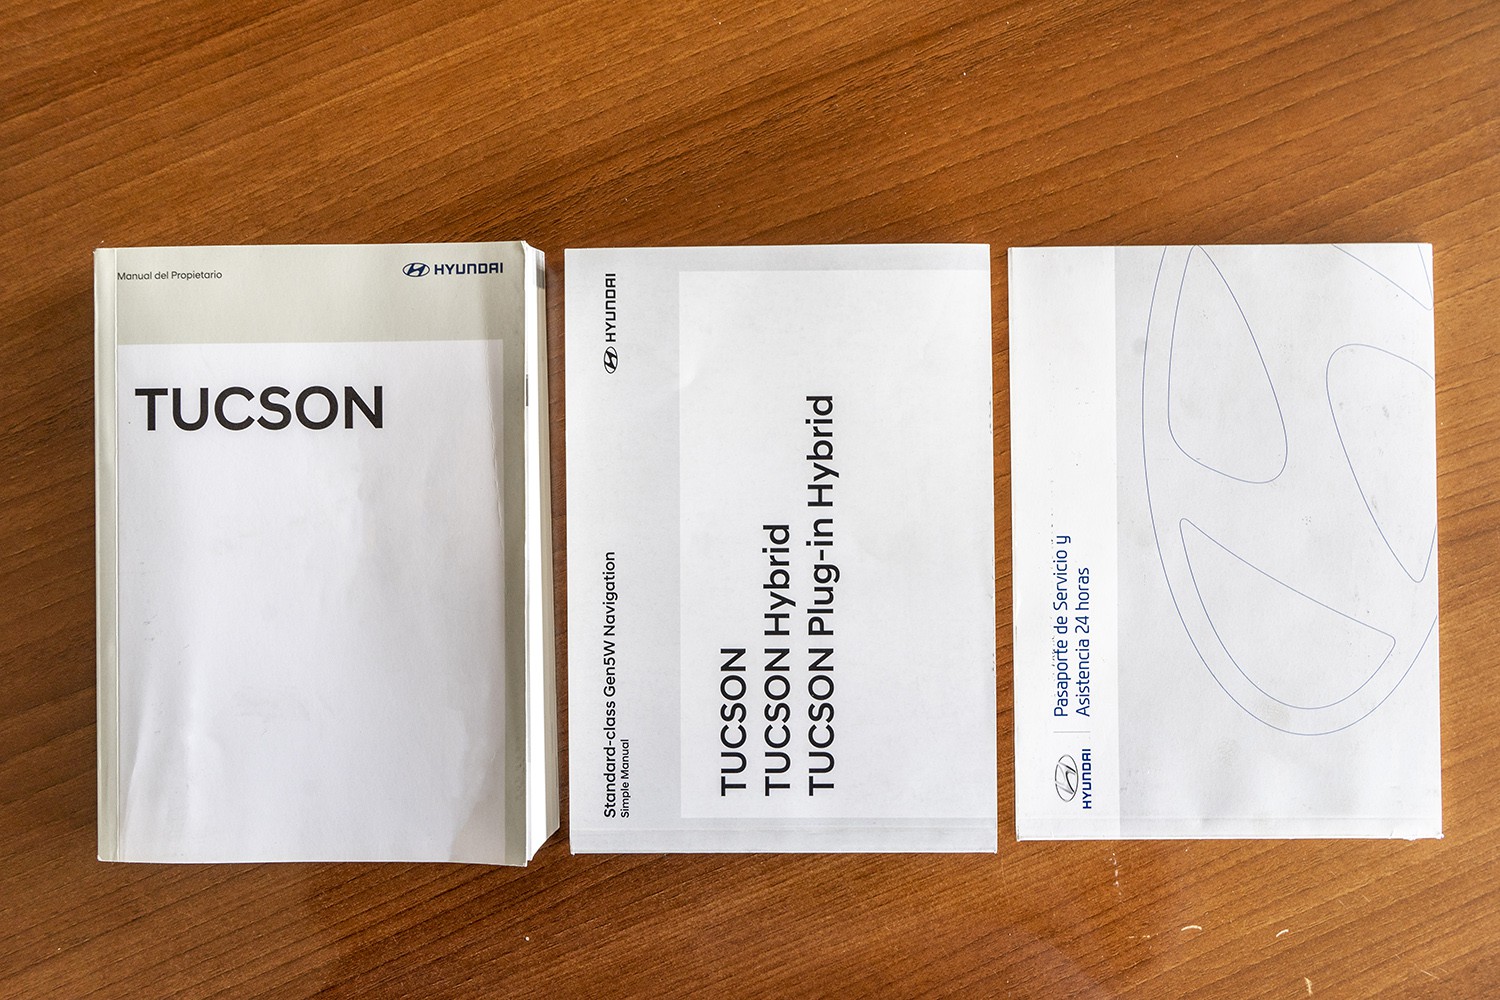 Manual del Propietario
HYUNDAI
TUCSON
HYUNDAI
Standard-class Gen5W Navigation
Simple Manual
TUCSON
TUCSON Hybrid
TUCSON Plug-in Hybrid
HYUNDAI
Pasaporte de Servicio y
Asistencia 24 horas